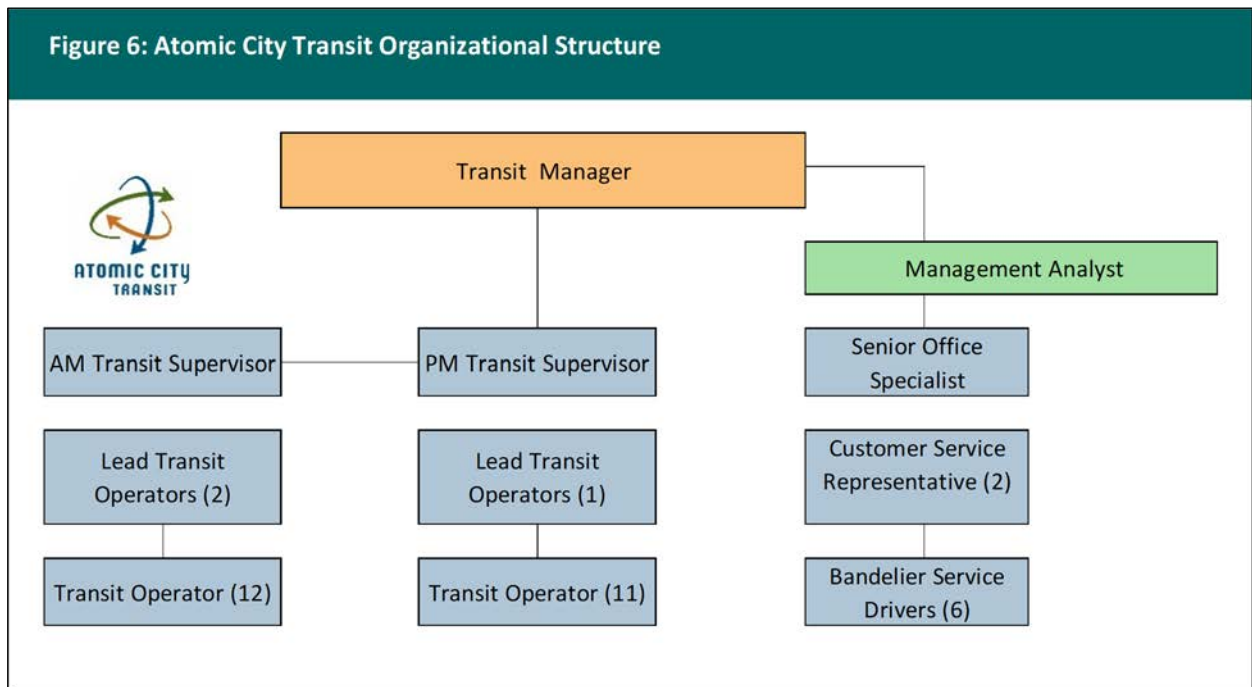 Figure 6: Atomic City Transit Organizational Structure
Transit Manager
ATOMIC CITY
TRANSIT
Management Analyst
AM Transit Supervisor
PM Transit Supervisor
Senior Office
Specialist
Lead Transit
Operators (2)
Lead Transit
Operators (1)
Customer Service
Representative (2)
Transit Operator (12)
Transit Operator (11)
Bandelier Service
Drivers (6)